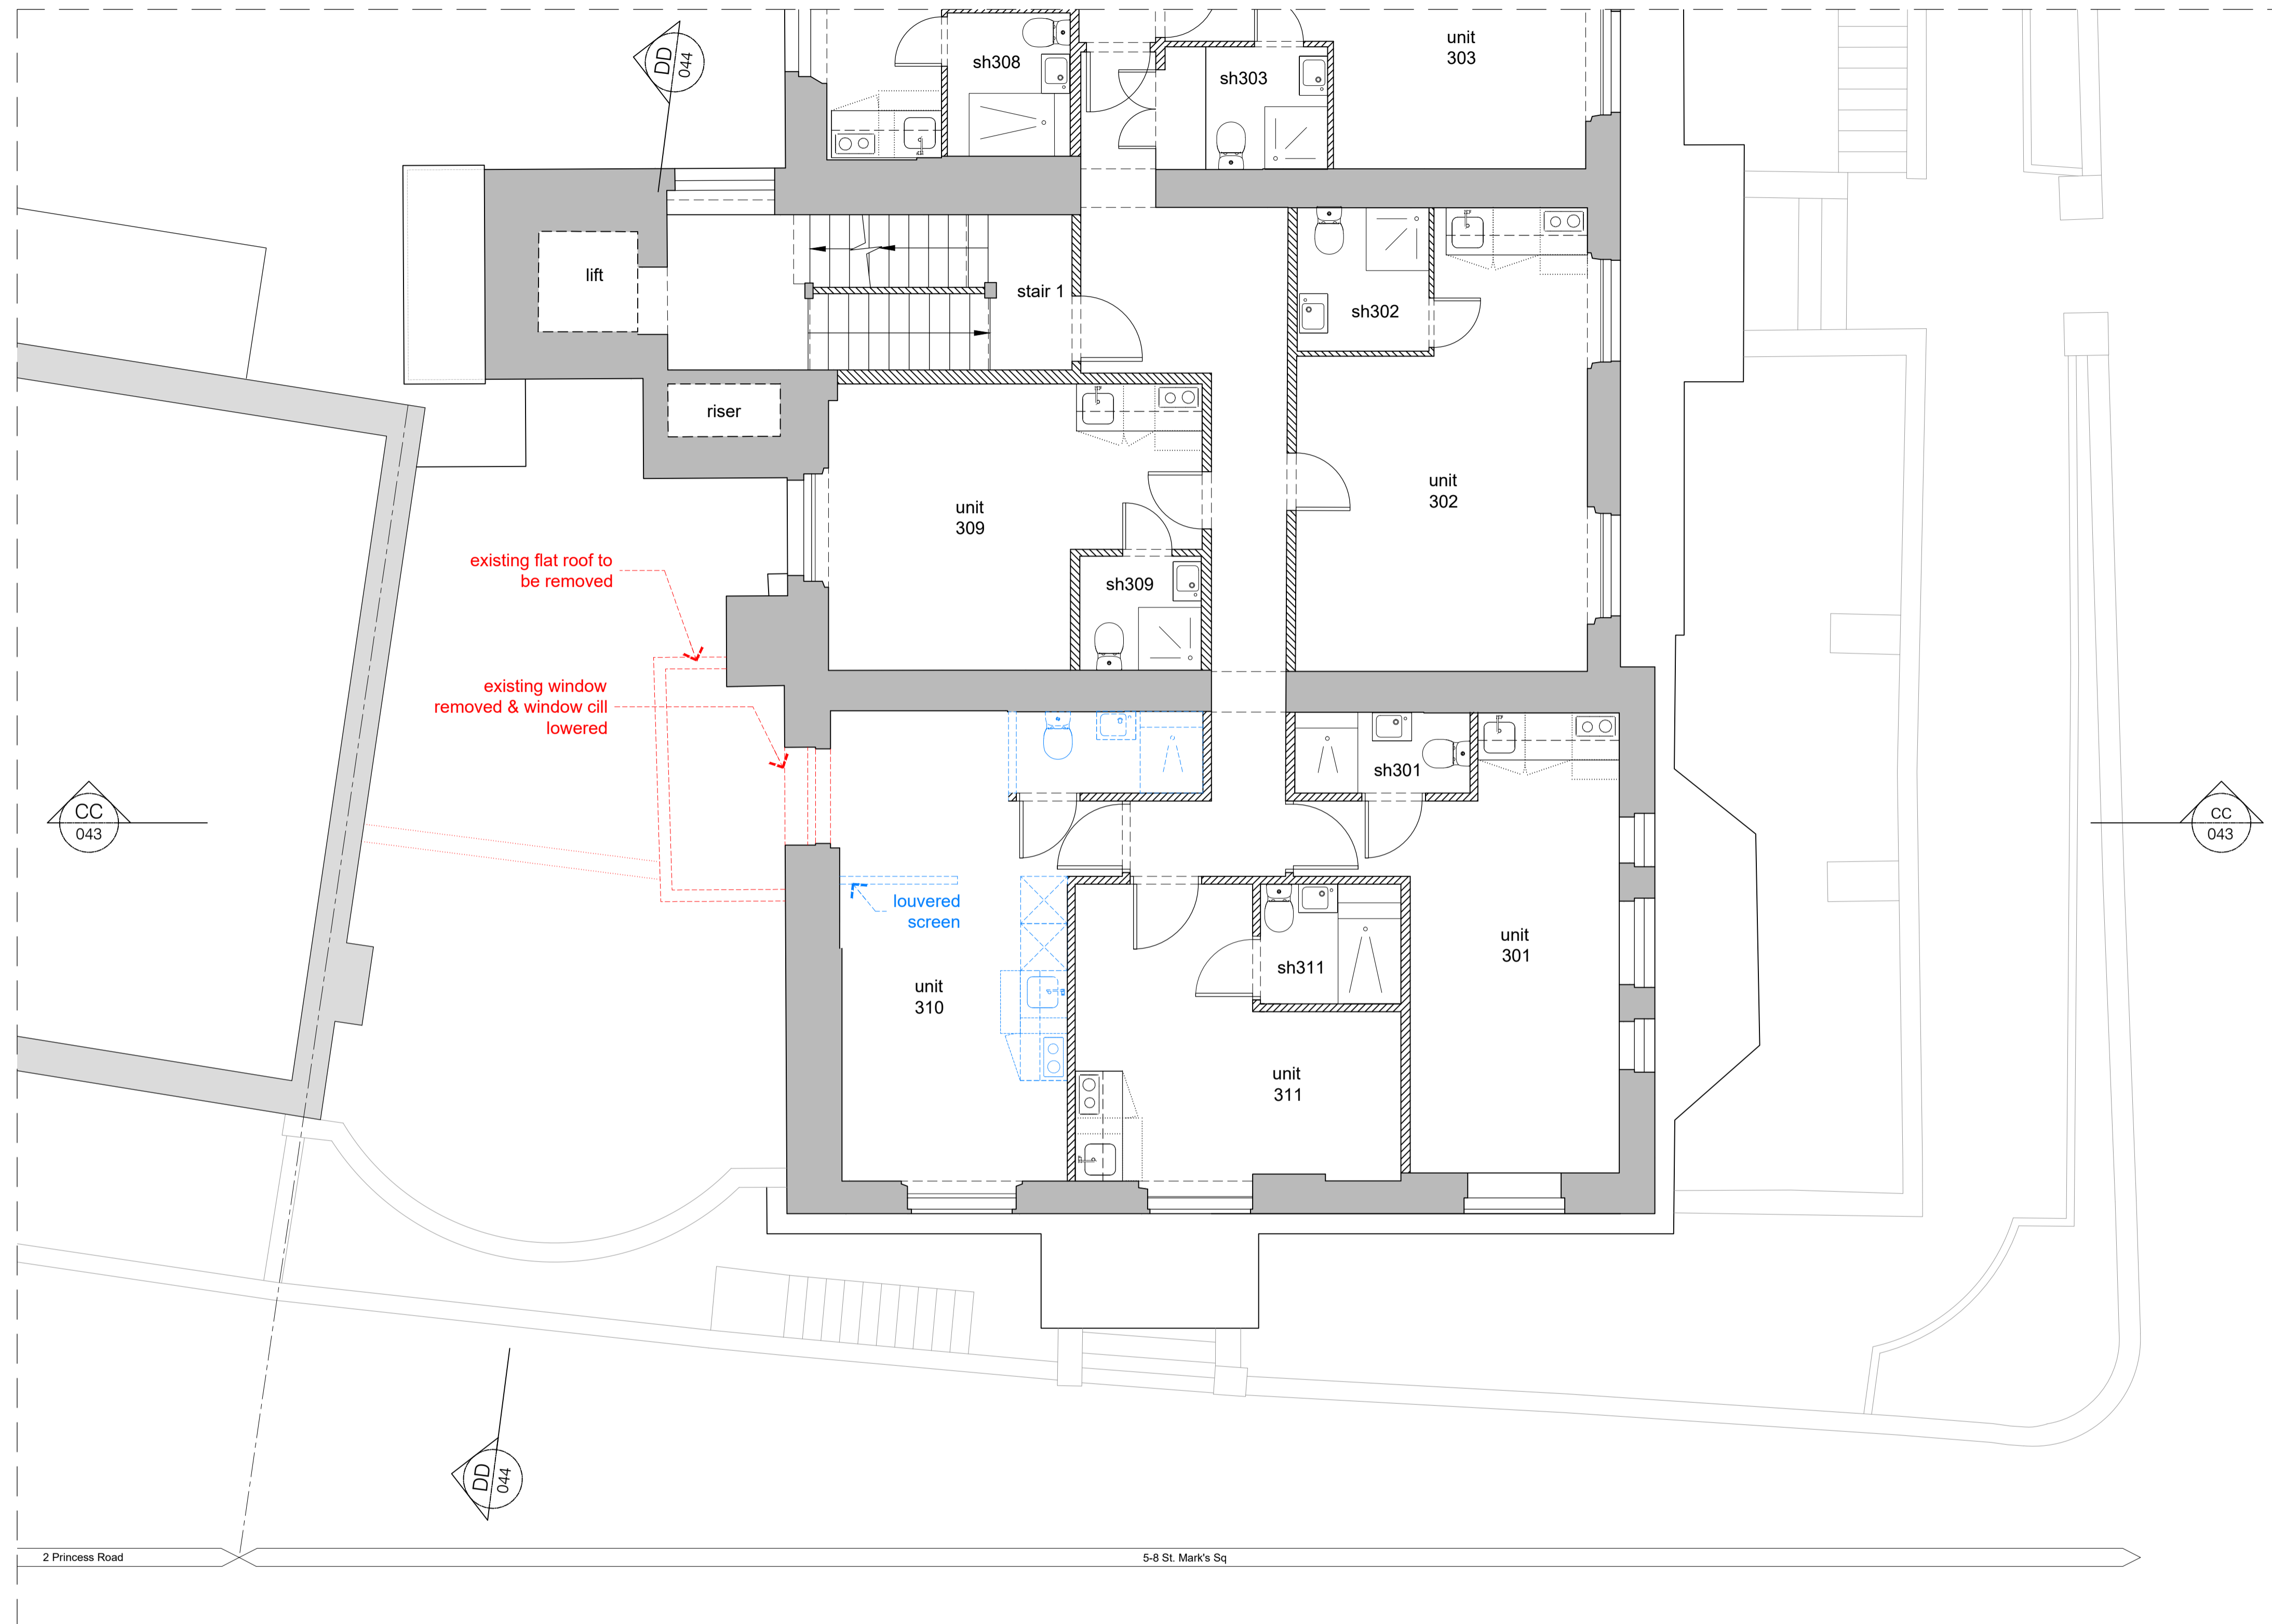 unit
303
DD
044
sh308
sh303
lift
stair 1
sh302
riser
unit
309
unit
302
existing flat roof to
be removed
sh309
existing window
removed & window cill
lowered
sh301
CC
043
CC
043
louvered
screen
unit
301
sh311
unit
310
unit
311
DD
044
2 Princess Road
5-8 St. Mark's Sq